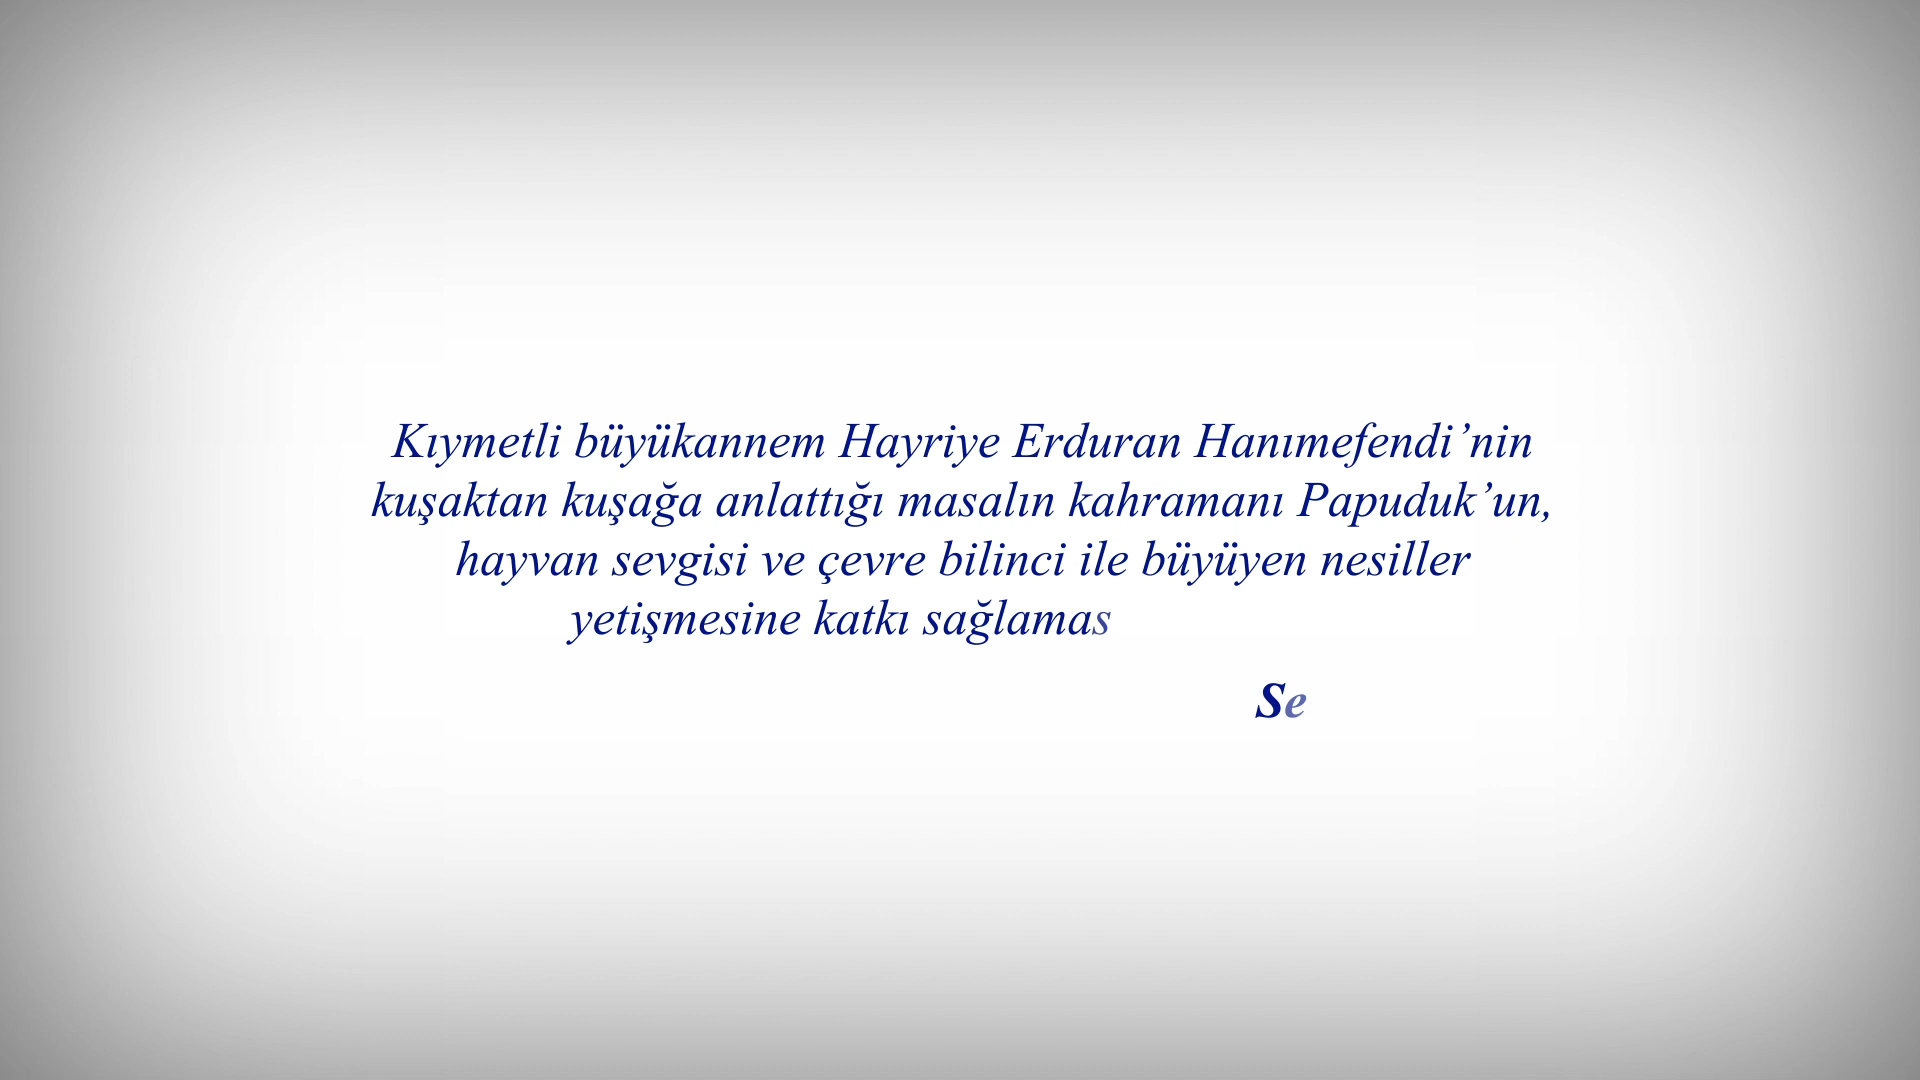 Kıymetli büyükannem Hayriye Erduran Hanımefendi’nin
kuşaktan kuşağa anlattığı masalın kahramanı Papuduk’un,
hayvan sevgisi ve çevre bilinci ile büyüyen nesiller
yetişmesine katkı sağlamas
Se